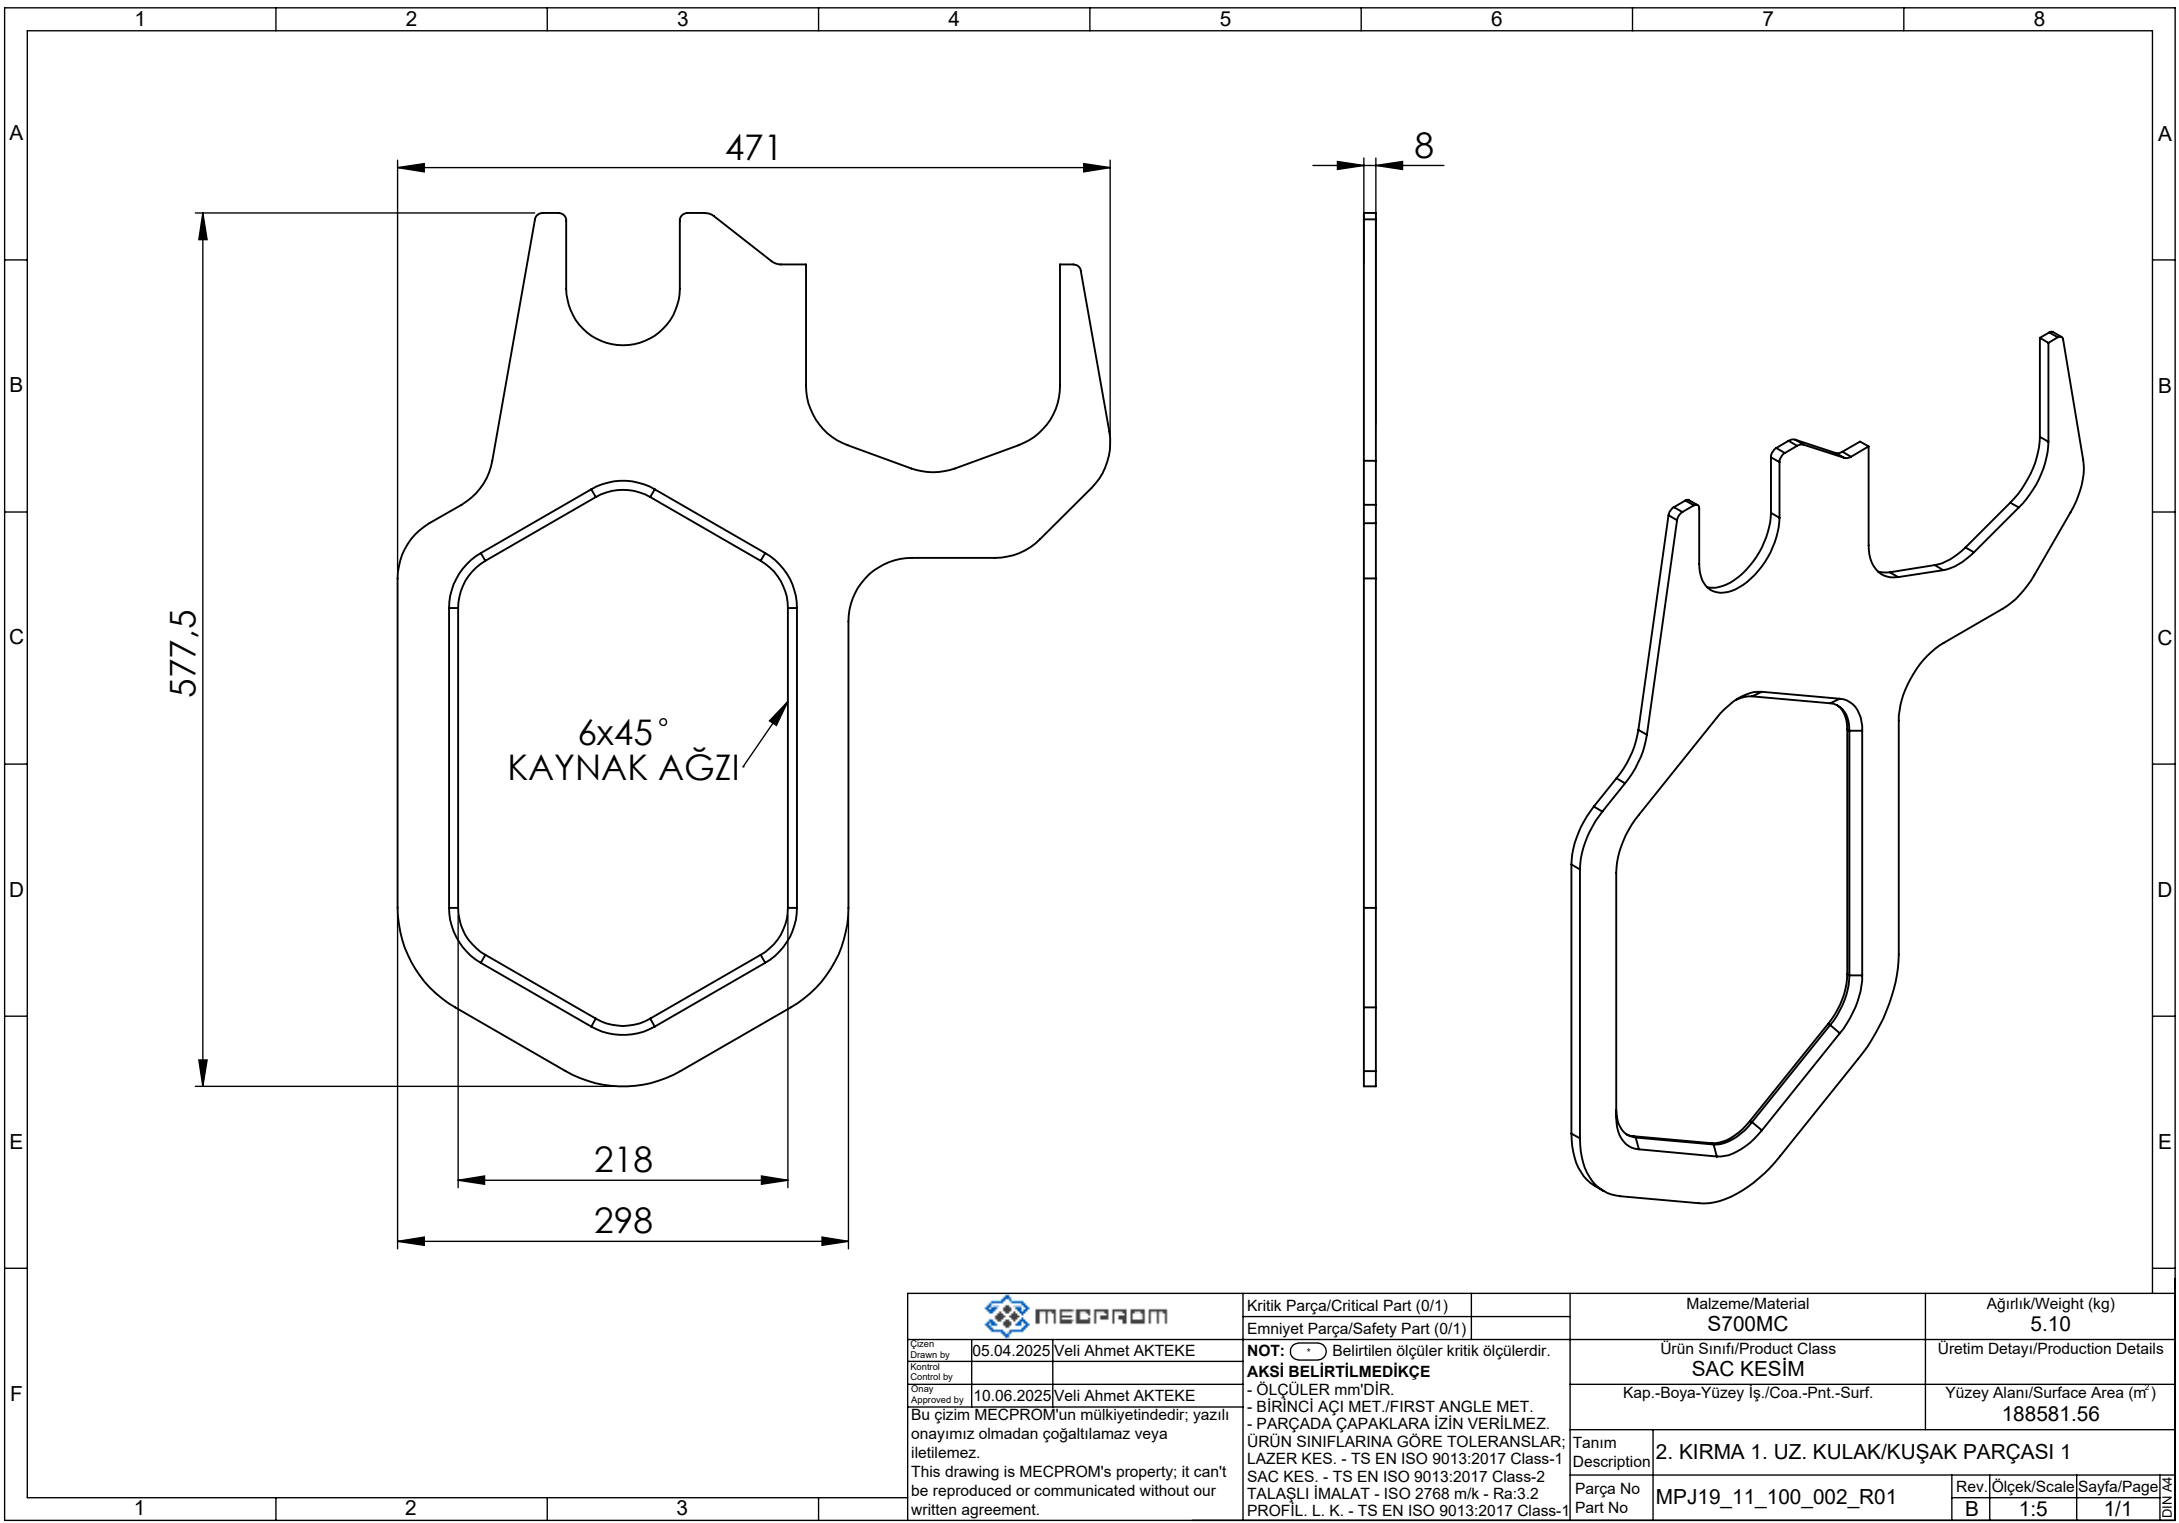 1 2 3 4 5 6 7 8
A A
B B
C C
D D
E E
F
1 2 3
471
8
577,5
6x45°
KAYNAK AĞZI
218
298
MECPROM
Çizen
Drawn by
05.04.2025 Veli Ahmet AKTEKE
Kontrol
Control by
Onay
Approved by
10.06.2025 Veli Ahmet AKTEKE
Bu çizim MECPROM'un mülkiyetindedir; yazılı
onayımız olmadan çoğaltılamaz veya
iletilemez.
This drawing is MECPROM's property; it can't
be reproduced or communicated without our
written agreement.
Kritik Parça/Critical Part (0/1)
Emniyet Parça/Safety Part (0/1)
NOT: * Belirtilen ölçüler kritik ölçülerdir.
AKSİ BELİRTİLMEDİKÇE
- ÖLÇÜLER mm'DİR.
- BİRİNCİ AÇI MET./FIRST ANGLE MET.
- PARÇADA ÇAPAKLARA İZİN VERİLMEZ.
ÜRÜN SINIFLARINA GÖRE TOLERANSLAR;
LAZER KES. - TS EN ISO 9013:2017 Class-1
SAC KES. - TS EN ISO 9013:2017 Class-2
TALAŞLI İMALAT - ISO 2768 m/k - Ra:3.2
PROFİL. L. K. - TS EN ISO 9013:2017 Class-1
Malzeme/Material
S700MC
Ağırlık/Weight (kg)
5.10
Ürün Sınıfı/Product Class
SAC KESİM
Üretim Detayı/Production Details
Kap.-Boya-Yüzey İş./Coa.-Pnt.-Surf.
Yüzey Alanı/Surface Area (m²)
188581.56
Tanım
Description
2. KIRMA 1. UZ. KULAK/KUŞAK PARÇASI 1
Parça No
Part No
MPJ19_11_100_002_R01
Rev. Ölçek/Scale Sayfa/Page
B 1:5 1/1
DIN A4